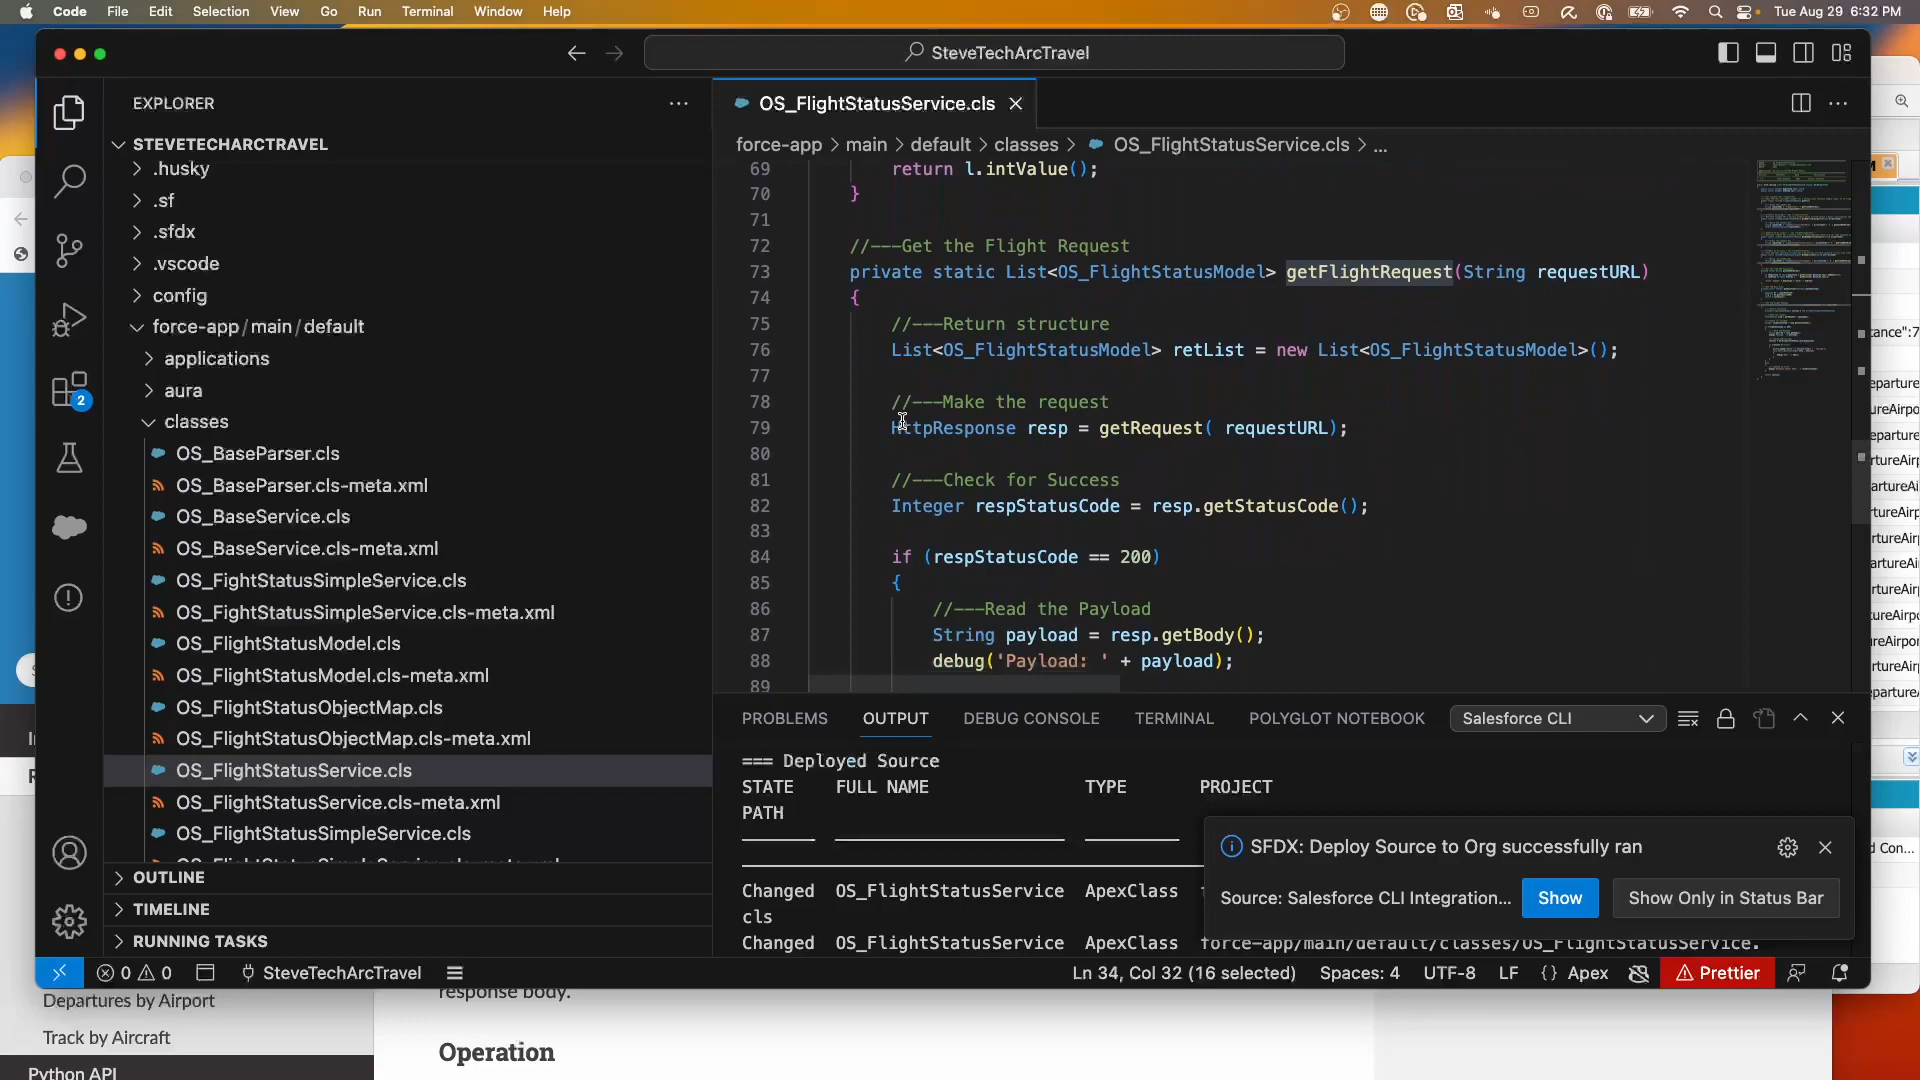 Code File Edit Selection View Go Run Terminal Window Help Tue Aug 29 6:32 PM
SteveTechArcTravel
EXPLORER
STEVETECHARCTRAVEL
.husky
.sf
.sfdx
.vscode
config
force-app/main/default
applications
aura
classes
OS_BaseParser.cls
OS_BaseParser.cls-meta.xml
OS_BaseService.cls
OS_BaseService.cls-meta.xml
OS_FightStatusSimpleService.cls
OS_FightStatusSimpleService.cls-meta.xml
OS_FlightStatusModel.cls
OS_FlightStatusModel.cls-meta.xml
OS_FlightStatusObjectMap.cls
OS_FlightStatusObjectMap.cls-meta.xml
OS_FlightStatusService.cls
OS_FlightStatusService.cls-meta.xml
OS_FlightStatusSimpleService.cls
OUTLINE
TIMELINE
RUNNING TASKS
2
OS_FlightStatusService.cls
force-app > main > default > classes > OS_FlightStatusService.cls > ...
69 return l.intValue();
70 }
71
72 //---Get the Flight Request
73 private static List<OS_FlightStatusModel> getFlightRequest(String requestURL)
74 {
75 //---Return structure
76 List<OS_FlightStatusModel> retList = new List<OS_FlightStatusModel>();
77
78 //---Make the request
79 HttpResponse resp = getRequest( requestURL);
80
81 //---Check for Success
82 Integer respStatusCode = resp.getStatusCode();
83
84 if (respStatusCode == 200)
85 {
86 //---Read the Payload
87 String payload = resp.getBody();
88 debug('Payload: ' + payload);
89
PROBLEMS OUTPUT DEBUG CONSOLE TERMINAL POLYGLOT NOTEBOOK Salesforce CLI
=== Deployed Source
STATE FULL NAME TYPE PROJECT
PATH
Changed OS_FlightStatusService ApexClass
cls
Changed OS_FlightStatusService ApexClass force-app/main/default/classes/OS_FlightStatusService.
SFDX: Deploy Source to Org successfully ran
Source: Salesforce CLI Integration... Show Show Only in Status Bar
0 0 SteveTechArcTravel Ln 34, Col 32 (16 selected) Spaces: 4 UTF-8 LF {} Apex Prettier
Departures by Airport
Track by Aircraft
Python API
response body.
Operation